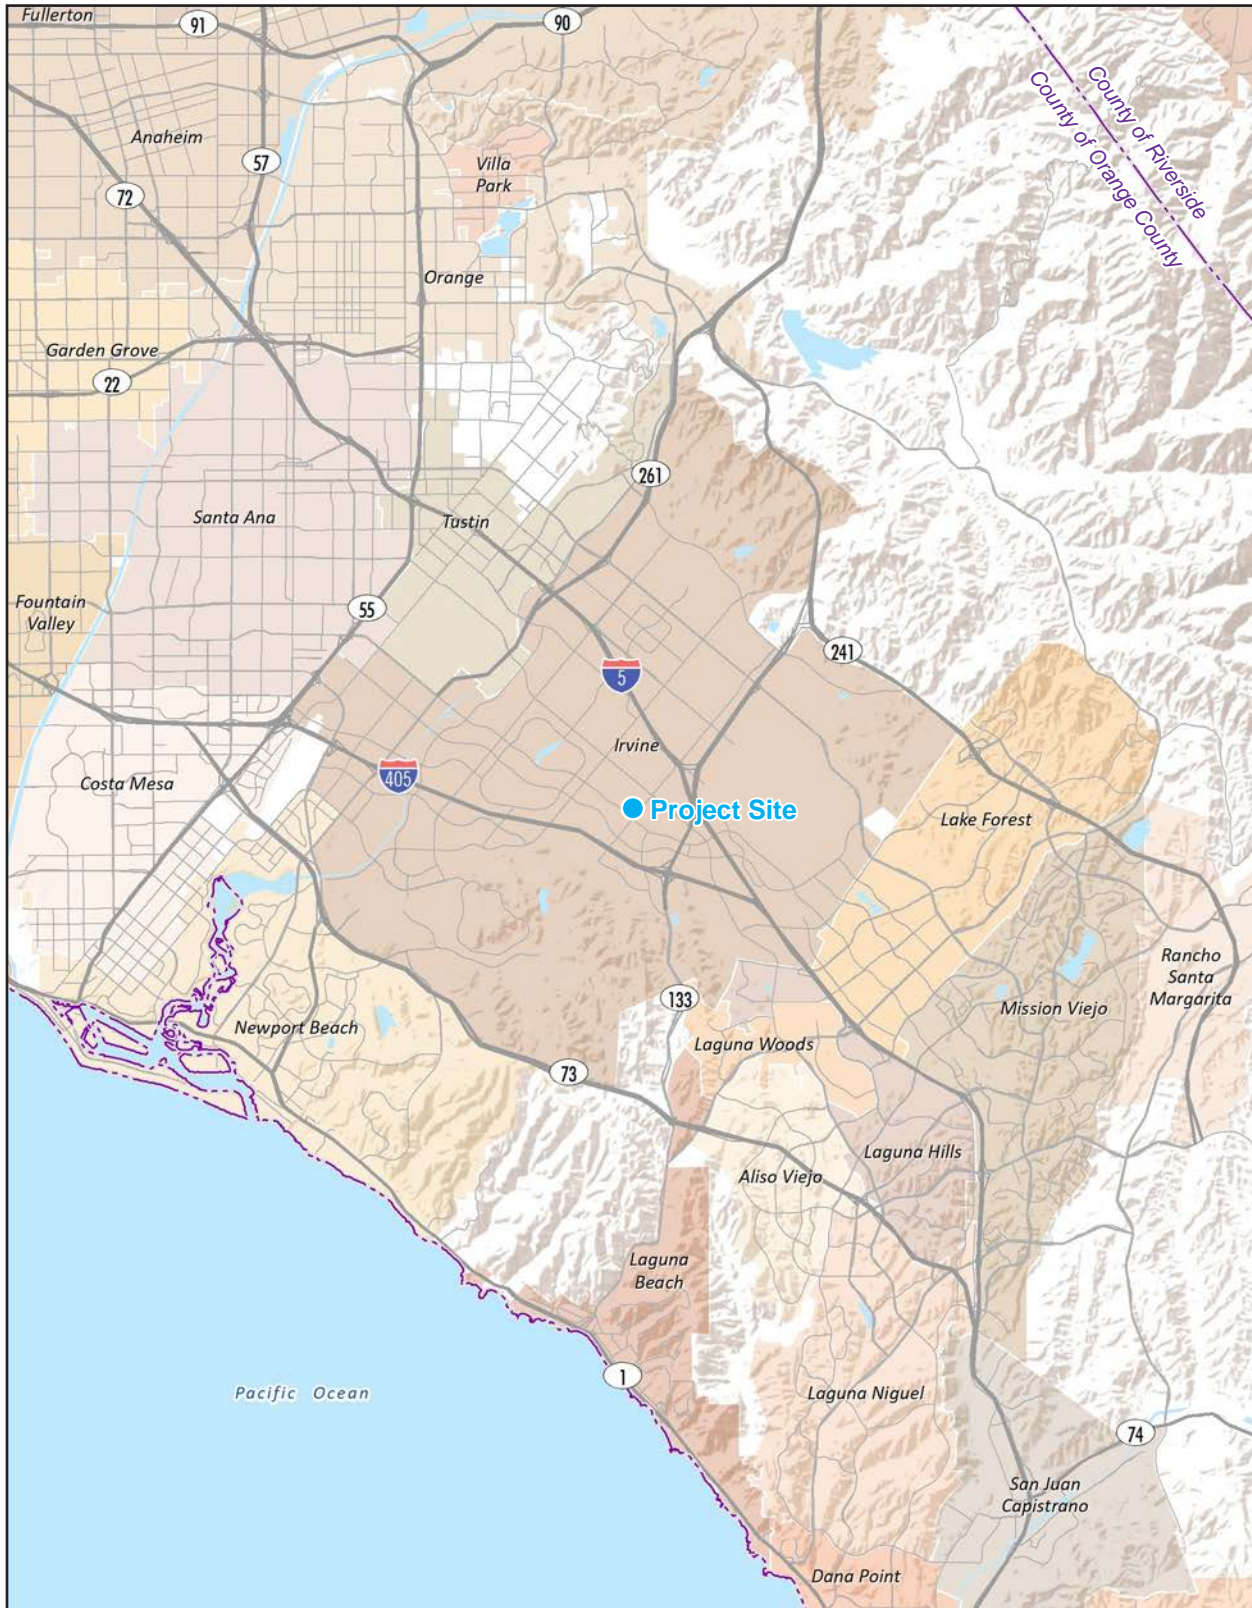 Fullerton
91
90
County of Riverside
County of Orange County
Anaheim
57
Villa
Park
72
Orange
Garden Grove
22
261
Santa Ana
Tustin
Fountain
Valley
55
241
5
Irvine
405
Costa Mesa
Project Site
Lake Forest
Rancho
Santa
Margarita
133
Mission Viejo
Newport Beach
Laguna Woods
73
Laguna Hills
Aliso Viejo
Laguna
Beach
1
Pacific Ocean
Laguna Niguel
74
San Juan
Capistrano
Dana Point